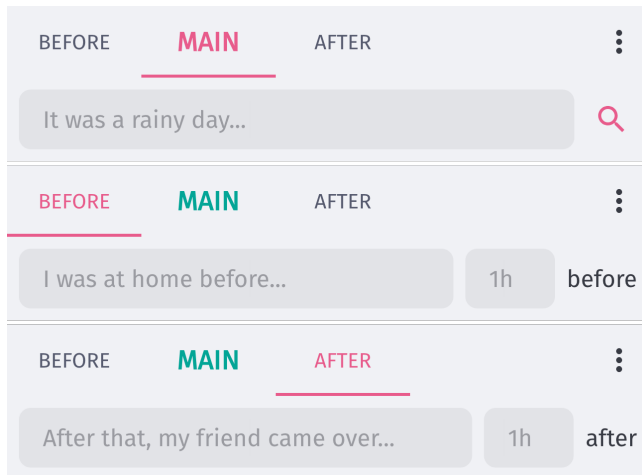 BEFORE MAIN AFTER
It was a rainy day...
BEFORE MAIN AFTER
I was at home before... 1h before
BEFORE MAIN AFTER
After that, my friend came over... 1h after